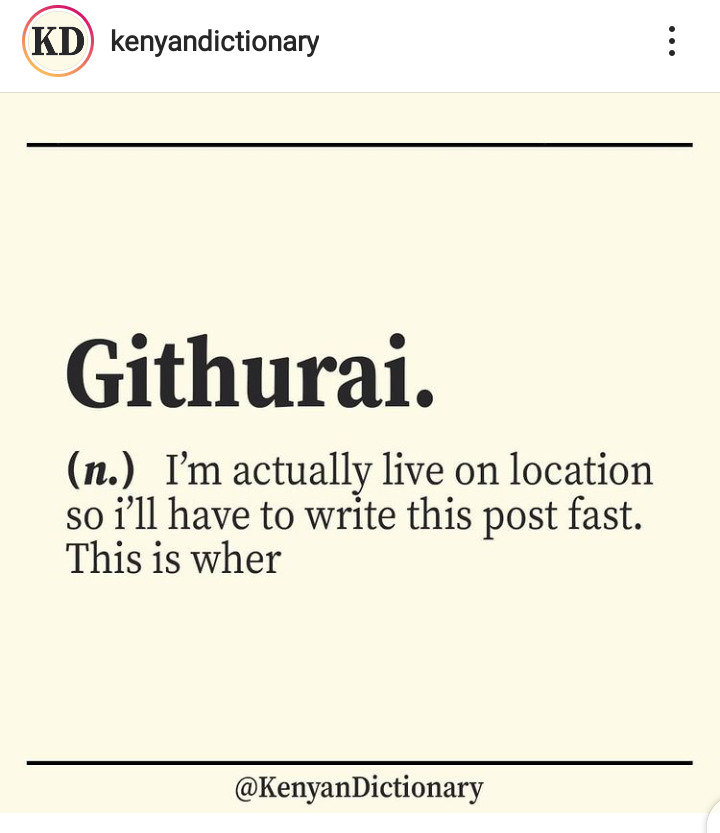 KD kenyandictionary
Githurai.
(n.) I'm actually live on location
so i'll have to write this post fast.
This is wher
@KenyanDictionary